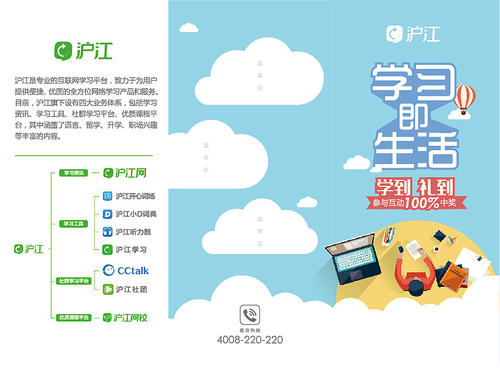 沪江
沪江是专业的互联网学习平台，致力于为用户
提供便捷、优质的全方位网络学习产品和服务。
目前，沪江旗下设有四大业务体系，包括学习
资讯、学习工具、社群学习平台、优质课程平
台，其中涵盖了语言、留学、升学、职场兴趣
等丰富的内容。
沪江
学习资讯
沪江网
学习工具
沪江开心词场
沪江小D词典
沪江听力酷
沪江学习
社群学习平台
CCtalk
沪江社团
优质课程平台
沪江网校
咨询热线
4008-220-220
沪江
学习
即
生活
学到 礼到
参与互动100%中奖